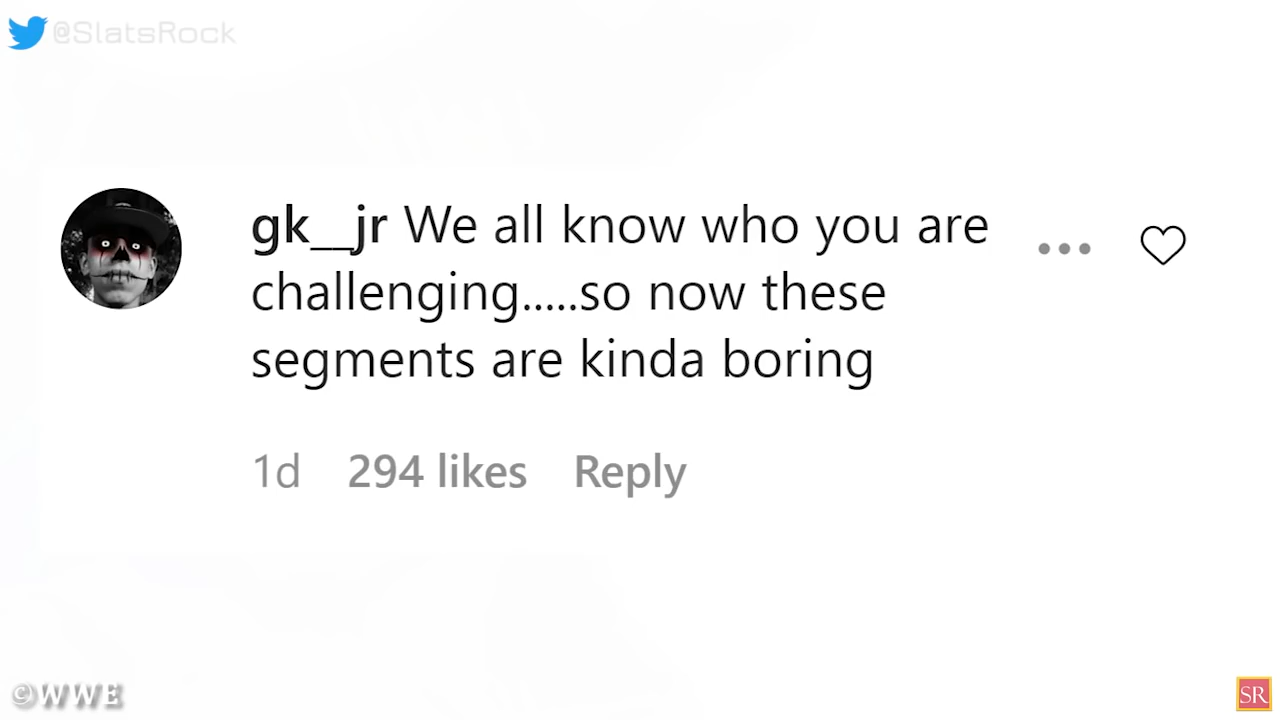 @SlatsRock
gk__jr We all know who you are
challenging.....so now these
segments are kinda boring
1d 294 likes Reply
©WWE
SR